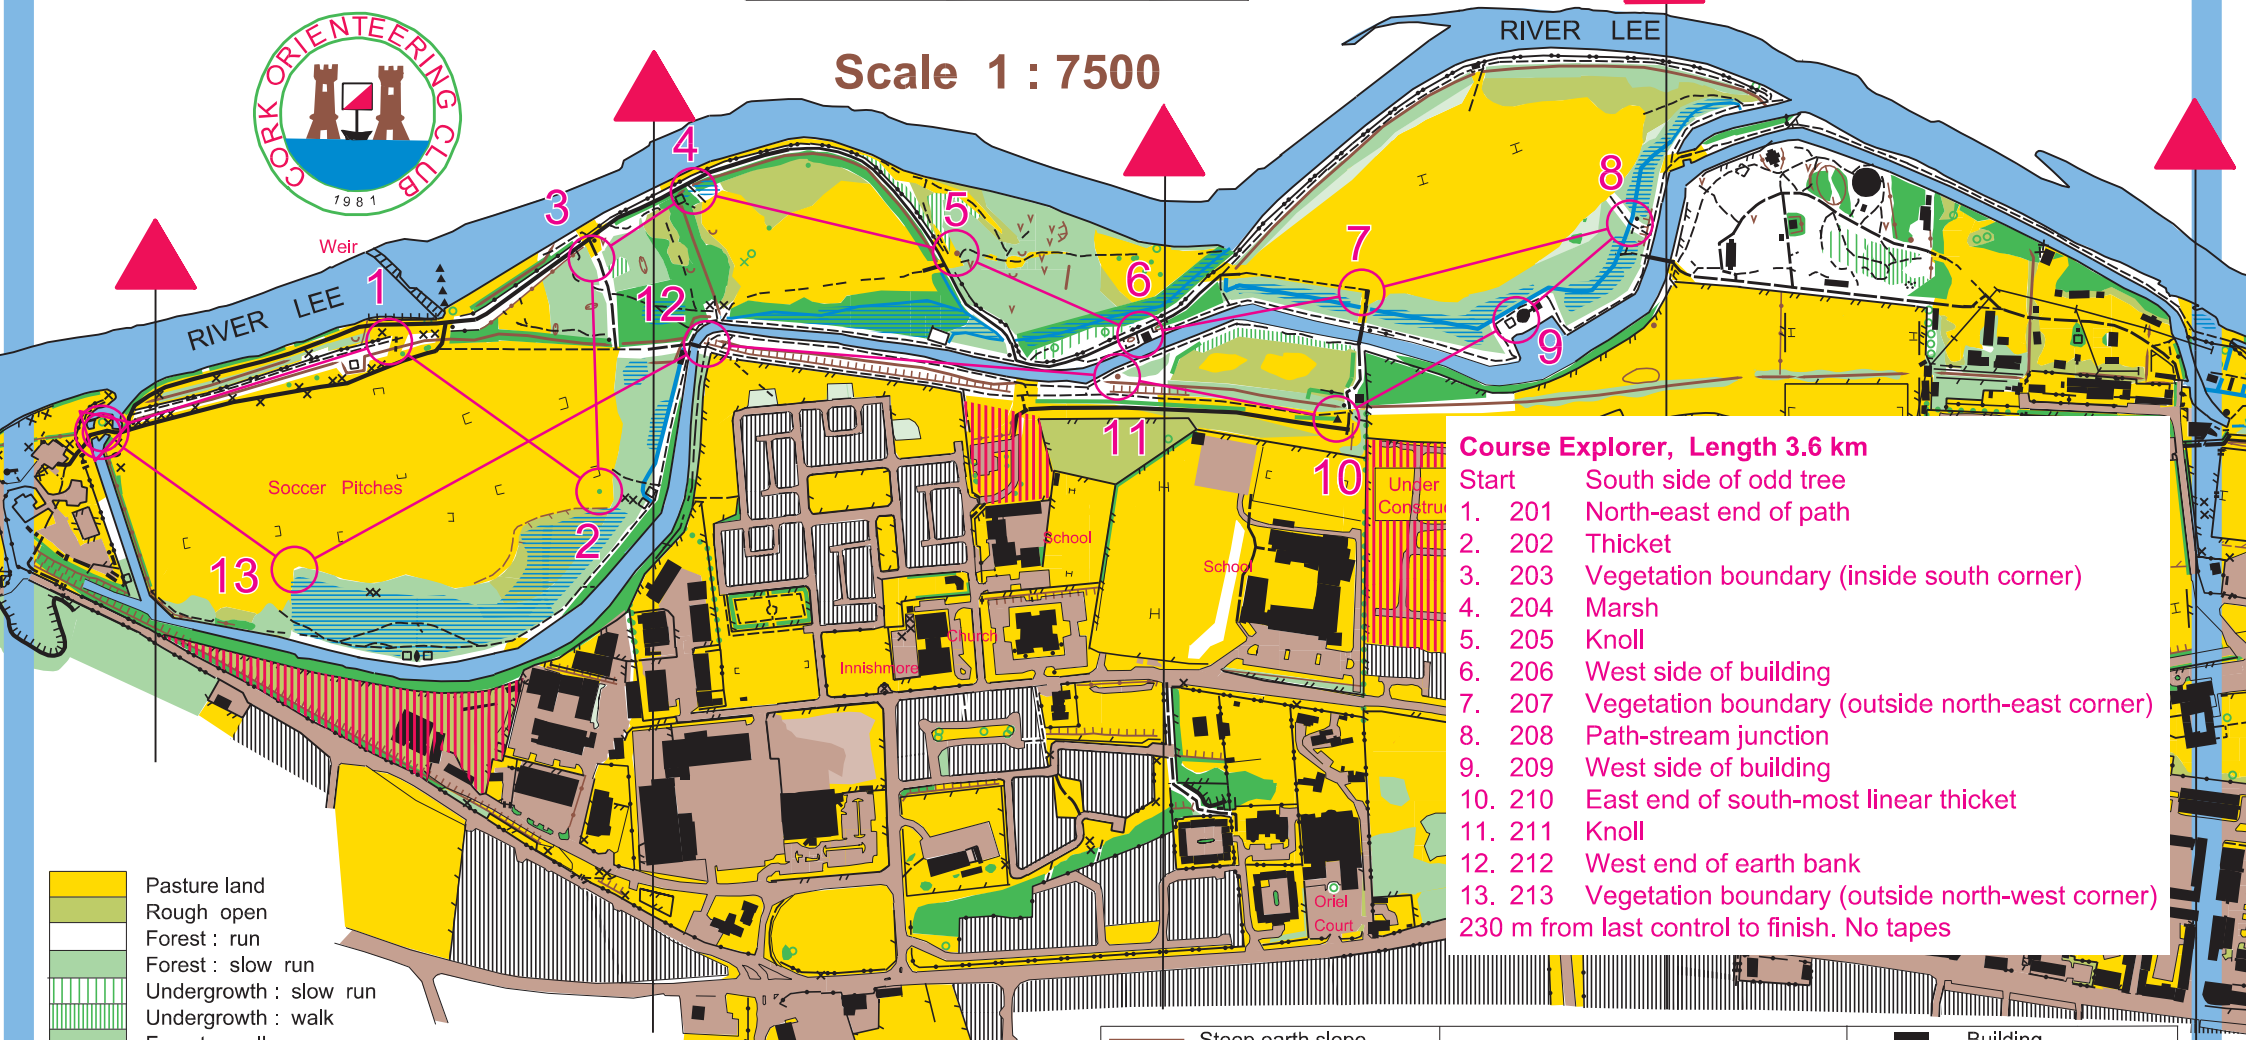 CORK ORIENTEERING CLUB
1981
Scale 1 : 7500
RIVER LEE
Weir
RIVER LEE
1
2
3
4
5
6
7
8
9
10
11
12
13
Soccer Pitches
School
School
Church
Innishmore
Under
Constru
Oriel
Court
Course Explorer, Length 3.6 km
Start South side of odd tree
1. 201 North-east end of path
2. 202 Thicket
3. 203 Vegetation boundary (inside south corner)
4. 204 Marsh
5. 205 Knoll
6. 206 West side of building
7. 207 Vegetation boundary (outside north-east corner)
8. 208 Path-stream junction
9. 209 West side of building
10. 210 East end of south-most linear thicket
11. 211 Knoll
12. 212 West end of earth bank
13. 213 Vegetation boundary (outside north-west corner)
230 m from last control to finish. No tapes
Pasture land
Rough open
Forest : run
Forest : slow run
Undergrowth : slow run
Undergrowth : walk
Steep earth slope
Building